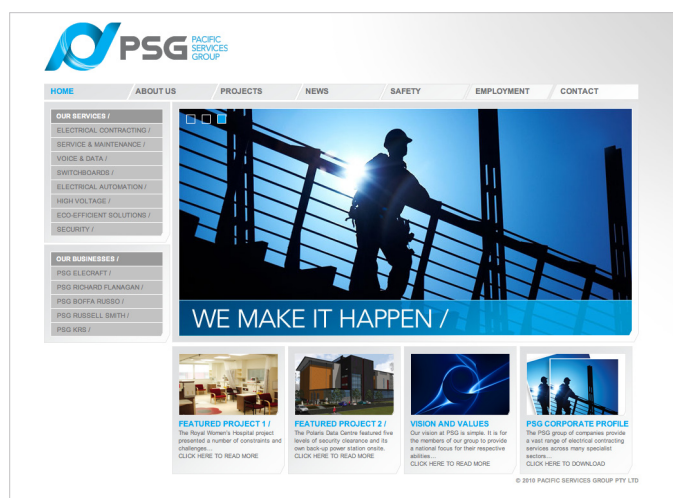 PSG PACIFIC
SERVICES
GROUP
HOME ABOUT US PROJECTS NEWS SAFETY EMPLOYMENT CONTACT
OUR SERVICES /
ELECTRICAL CONTRACTING /
SERVICE & MAINTENANCE /
VOICE & DATA /
SWITCHBOARDS /
ELECTRICAL AUTOMATION /
HIGH VOLTAGE /
ECO-EFFICIENT SOLUTIONS /
SECURITY /
OUR BUSINESSES /
PSG ELECRAFT /
PSG RICHARD FLANAGAN /
PSG BOFFA RUSSO /
PSG RUSSELL SMITH /
PSG KRS /
WE MAKE IT HAPPEN /
FEATURED PROJECT 1 /
The Royal Women's Hospital project
presented a number of constraints and
challenges...
CLICK HERE TO READ MORE
FEATURED PROJECT 2 /
The Polaris Data Centre featured five
levels of security clearance and its
own back-up power station onsite.
CLICK HERE TO READ MORE
VISION AND VALUES
Our vision at PSG is simple. It is for
the members of our group to provide
a national focus for their respective
abilities...
CLICK HERE TO READ MORE
PSG CORPORATE PROFILE
The PSG group of companies provide
a vast range of electrical contracting
services across many specialist
sectors...
CLICK HERE TO DOWNLOAD
© 2010 PACIFIC SERVICES GROUP PTY LTD